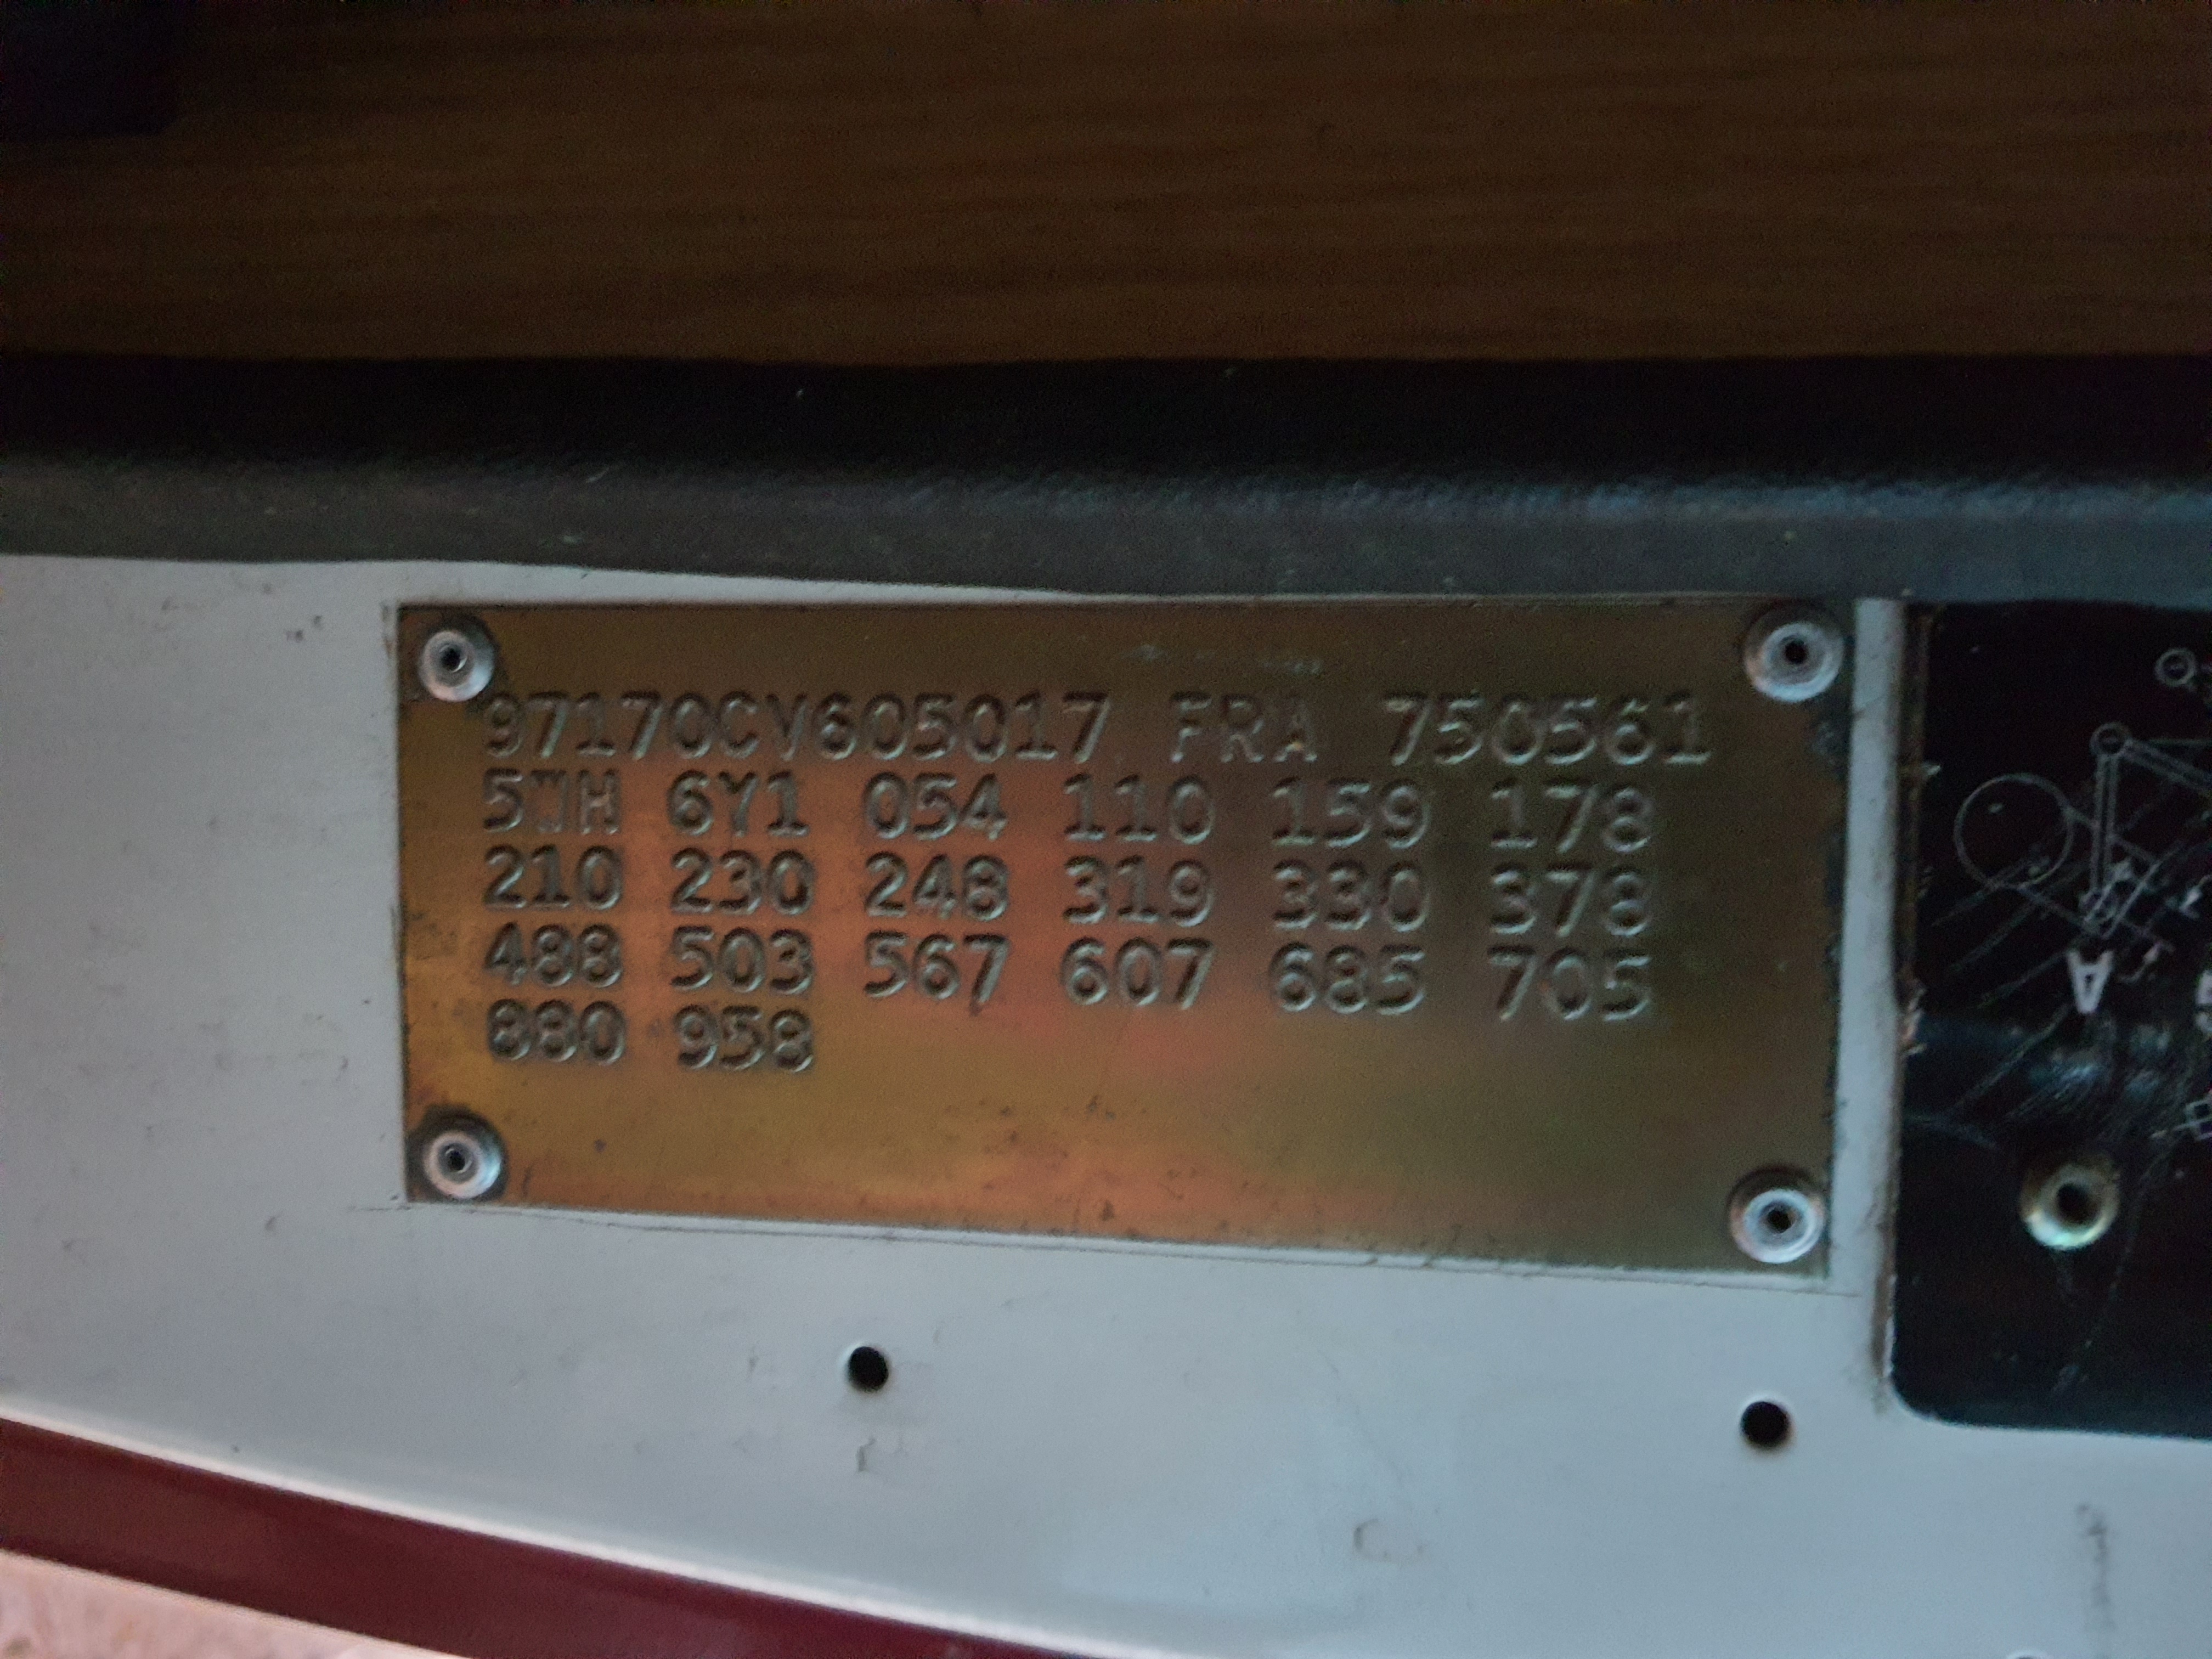 97170CV605017 FRA 750561
5WH 6Y1 054 110 159 178
210 230 248 319 330 378
488 503 567 607 685 705
880 958
A